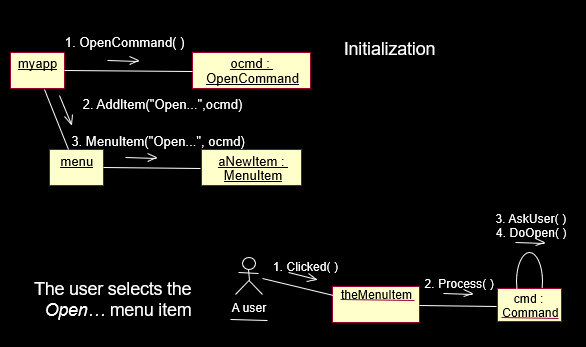 Initialization
1. OpenCommand( )
myapp
ocmd :
OpenCommand
2. AddItem("Open...",ocmd)
3. MenuItem("Open...", ocmd)
menu
aNewItem :
MenuItem
3. AskUser( )
4. DoOpen( )
1. Clicked( )
2. Process( )
The user selects the
Open… menu item
A user
theMenuItem
cmd :
Command